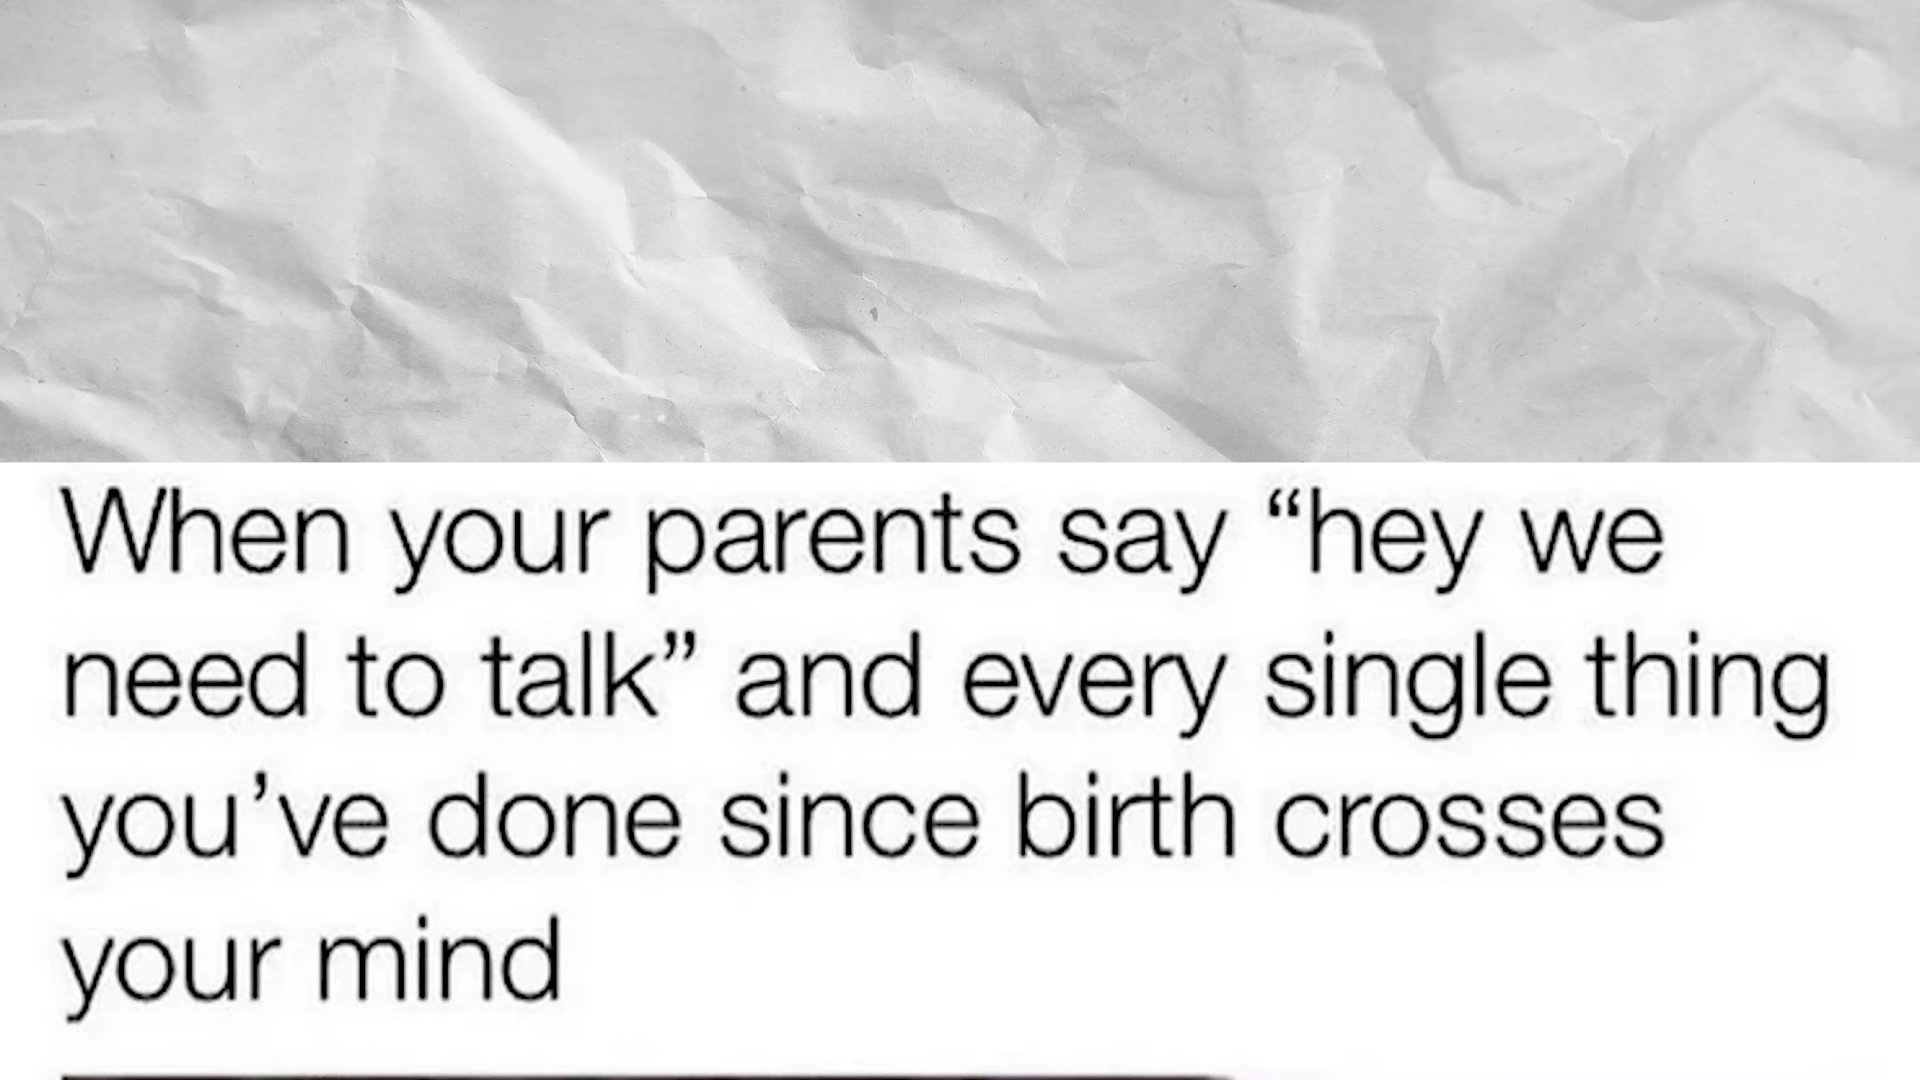 When your parents say “hey we
need to talk” and every single thing
you’ve done since birth crosses
your mind